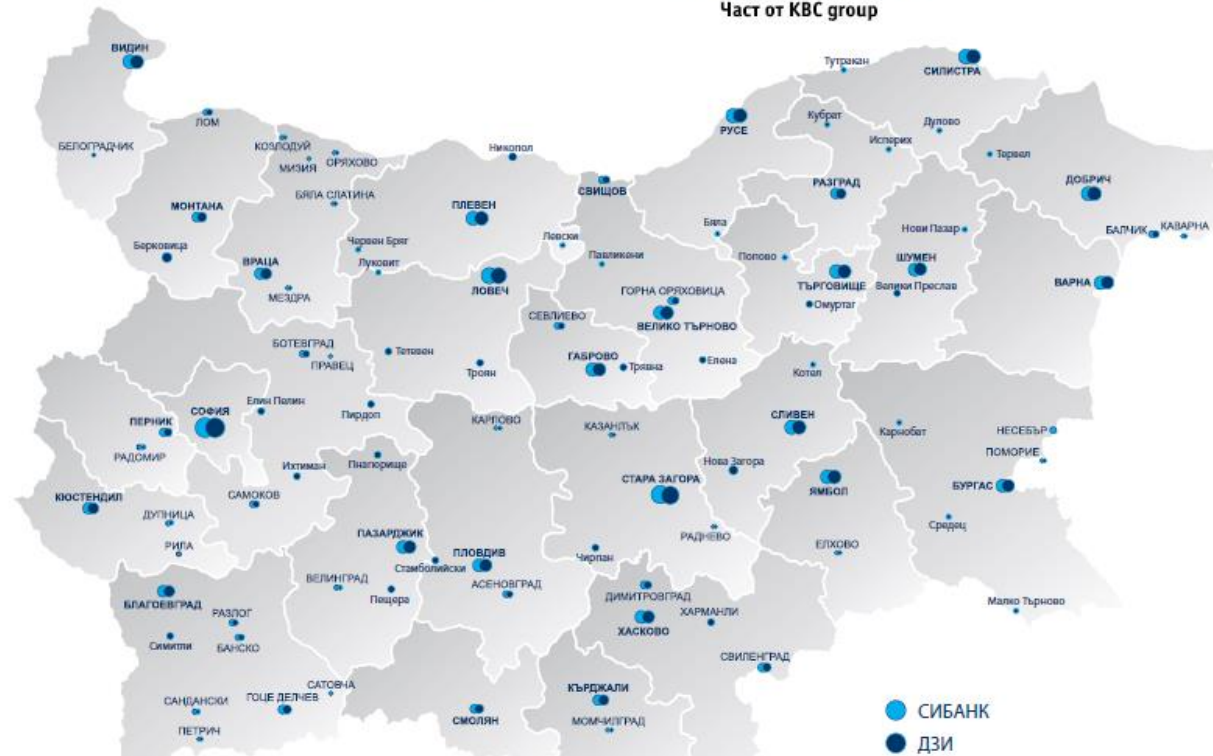 Част от KBC group
ВИДИН
Тутракан
СИЛИСТРА
ЛОМ
РУСЕ
Кубрат
Дулово
БЕЛОГРАДЧИК
КОЗЛОДУЙ
МИЗИЯ
ОРЯХОВО
Никопол
Исперих
Тервел
СВИЩОВ
РАЗГРАД
ДОБРИЧ
БЯЛА СЛАТИНА
МОНТАНА
ПЛЕВЕН
Бяла
Нови Пазар
БАЛЧИК
КАВАРНА
Берковица
Червен Бряг
Левски
Попово
ВРАЦА
Луковит
Павликени
ШУМЕН
ЛОВЕЧ
ТЪРГОВИЩЕ
Велики Преслав
ВАРНА
МЕЗДРА
ГОРНА ОРЯХОВИЦА
Омуртаг
СЕВЛИЕВО
ВЕЛИКО ТЪРНОВО
БОТЕВГРАД
ПРАВЕЦ
Тетевен
Троян
ГАБРОВО
Трявна
Елена
Котел
СОФИЯ
Елин Пелин
Пирдоп
ПЕРНИК
КАРЛОВО
КАЗАНЛЪК
СЛИВЕН
Карнобат
НЕСЕБЪР
РАДОМИР
ПОМОРИЕ
Ихтиман
Пнагюрище
Нова Загора
КЮСТЕНДИЛ
САМОКОВ
СТАРА ЗАГОРА
ЯМБОЛ
БУРГАС
ДУПНИЦА
Средец
РИЛА
ПАЗАРДЖИК
РАДНЕВО
ПЛОВДИВ
Чирпан
ЕЛХОВО
Стамболийски
ВЕЛИНГРАД
Пещера
АСЕНОВГРАД
БЛАГОЕВГРАД
ДИМИТРОВГРАД
РАЗЛОГ
ХАРМАНЛИ
Малко Търново
ХАСКОВО
Симитли
БАНСКО
СВИЛЕНГРАД
САТОВЧА
САНДАНСКИ
ГОЦЕ ДЕЛЧЕВ
КЪРДЖАЛИ
СМОЛЯН
МОМЧИЛГРАД
ПЕТРИЧ
СИБАНК
ДЗИ